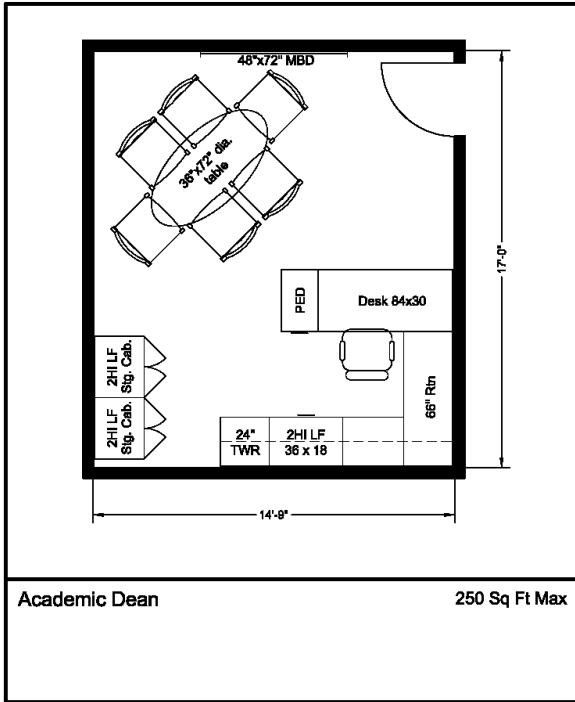 48"x72" MBD
36"x72" dia.
table
17'-0"
PED
Desk 84x30
2HI LF
Stg. Cab.
2HI LF
Stg. Cab.
66" Rtn
24"
TWR
2HI LF
36 x 18
14'-9"
Academic Dean
250 Sq Ft Max